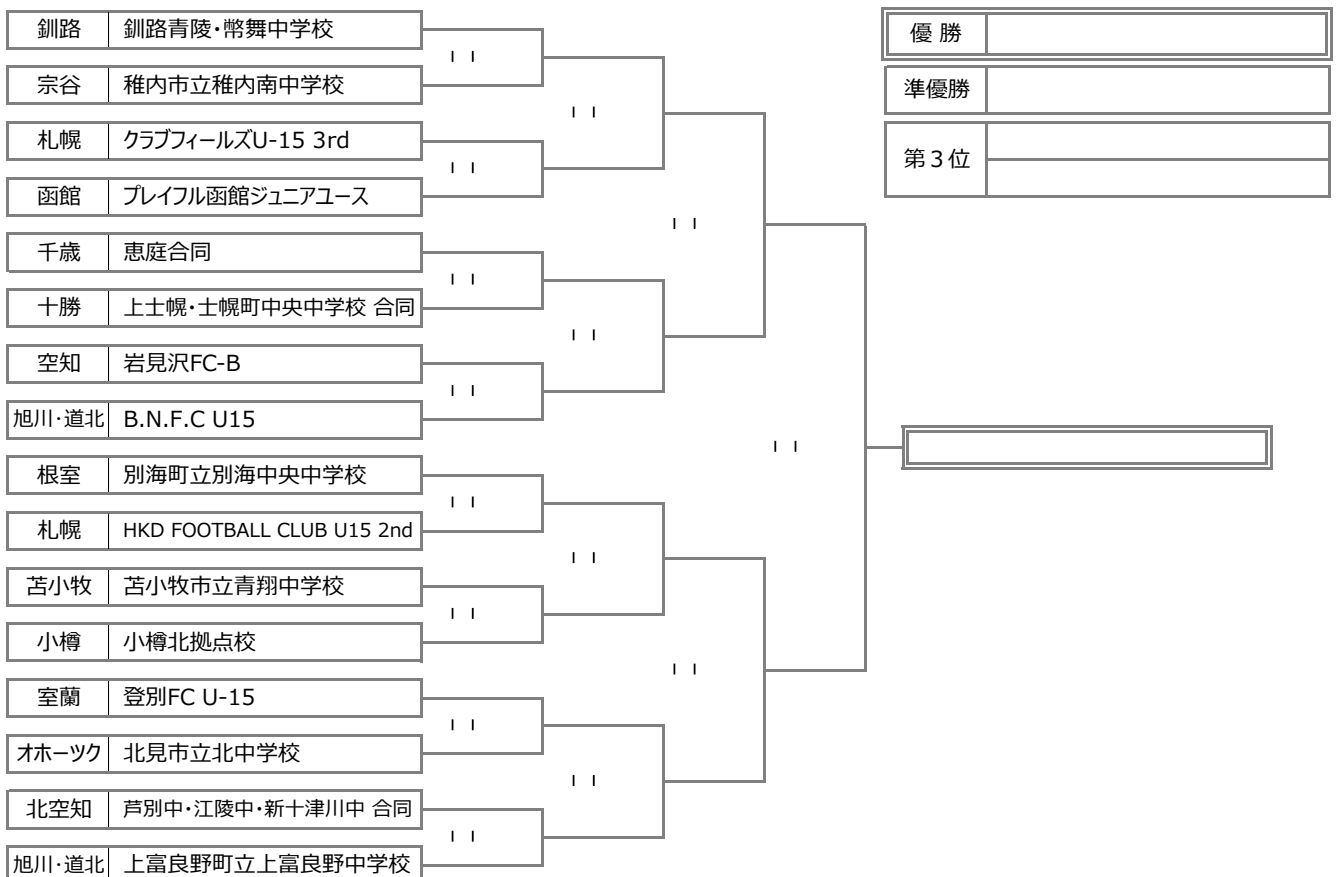 釧路 釧路青陵・幣舞中学校
宗谷 稚内市立稚内南中学校
札幌 クラブフィールズU-15 3rd
函館 プレイフル函館ジュニアユース
千歳 恵庭合同
十勝 上士幌・士幌町中央中学校 合同
空知 岩見沢FC-B
旭川・道北 B.N.F.C U15
根室 別海町立別海中央中学校
札幌 HKD FOOTBALL CLUB U15 2nd
苫小牧 苫小牧市立青翔中学校
小樽 小樽北拠点校
室蘭 登別FC U-15
オホーツク 北見市立北中学校
北空知 芦別中・江陵中・新十津川中 合同
旭川・道北 上富良野町立上富良野中学校
優 勝
準優勝
第３位